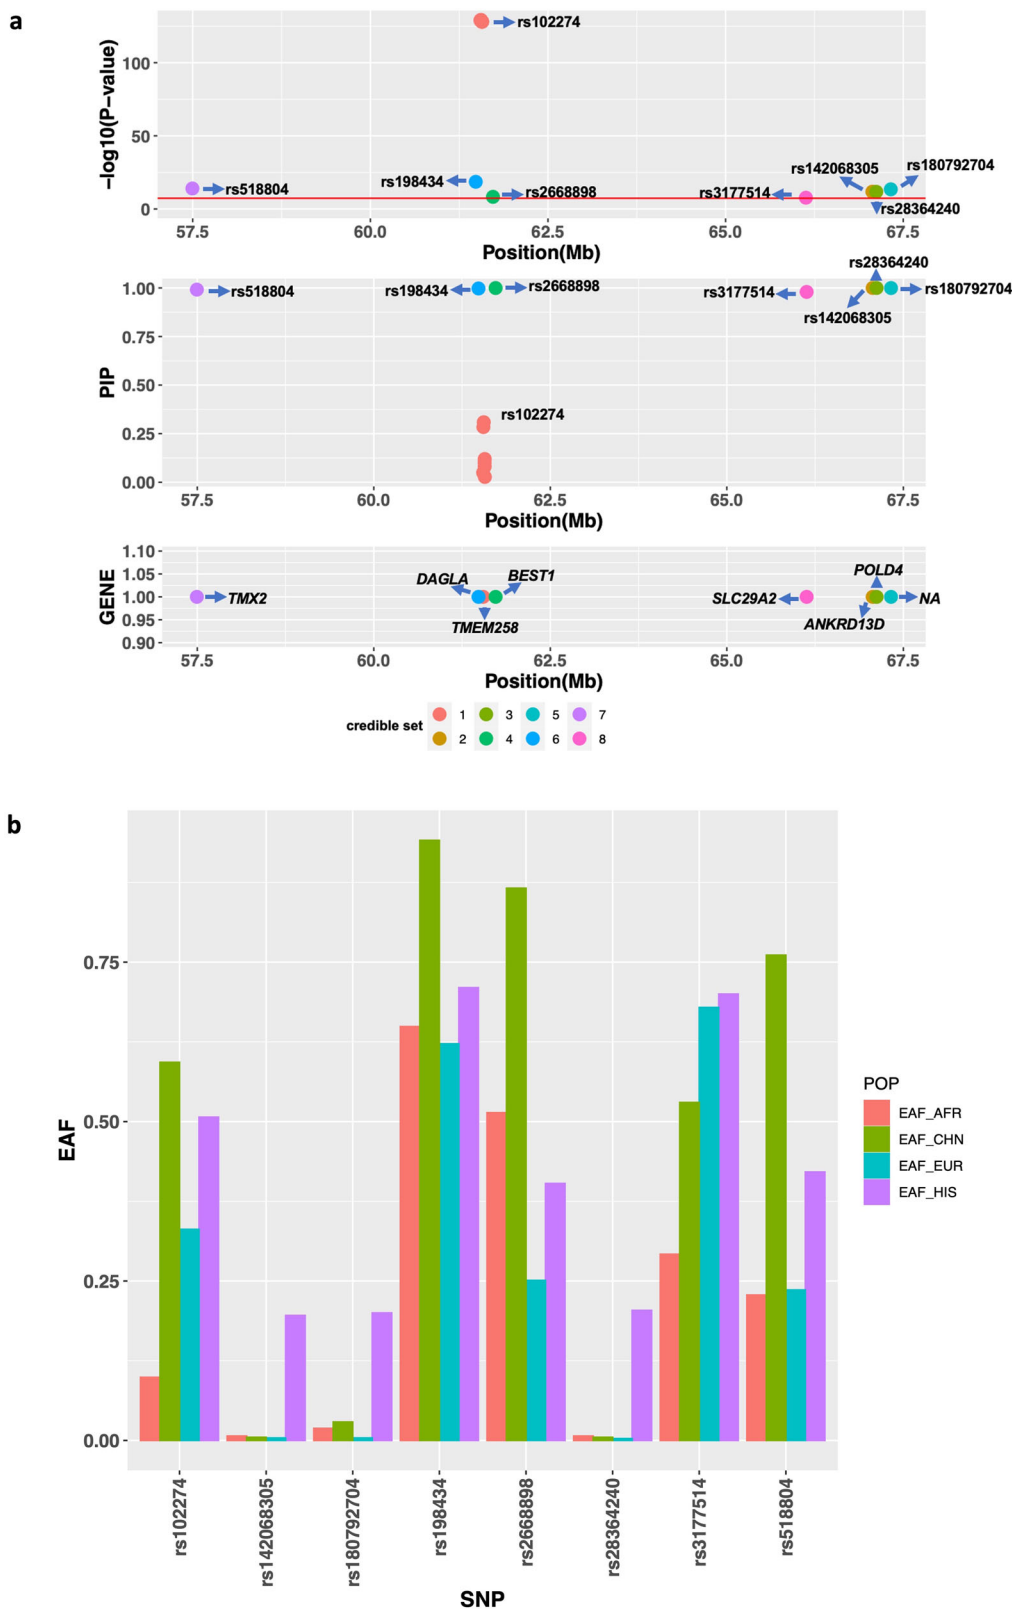 a
rs102274
100
50
0
−log10(P−value)
rs518804
rs198434
rs2668898
rs3177514
rs142068305
rs180792704
rs28364240
57.5 60.0 62.5 65.0 67.5
Position(Mb)
1.00
0.75
0.50
0.25
0.00
PIP
rs518804
rs198434
rs2668898
rs3177514
rs28364240
rs142068305
rs180792704
rs102274
57.5 60.0 62.5 65.0 67.5
Position(Mb)
1.10
1.05
1.00
0.95
0.90
GENE
TMX2
DAGLA
BEST1
TMEM258
SLC29A2
POLD4
ANKRD13D
NA
57.5 60.0 62.5 65.0 67.5
Position(Mb)
credible set
1 3 5 7
2 4 6 8
b
0.75
0.50
0.25
0.00
EAF
rs102274
rs142068305
rs180792704
rs198434
rs2668898
rs28364240
rs3177514
rs518804
SNP
POP
EAF_AFR
EAF_CHN
EAF_EUR
EAF_HIS